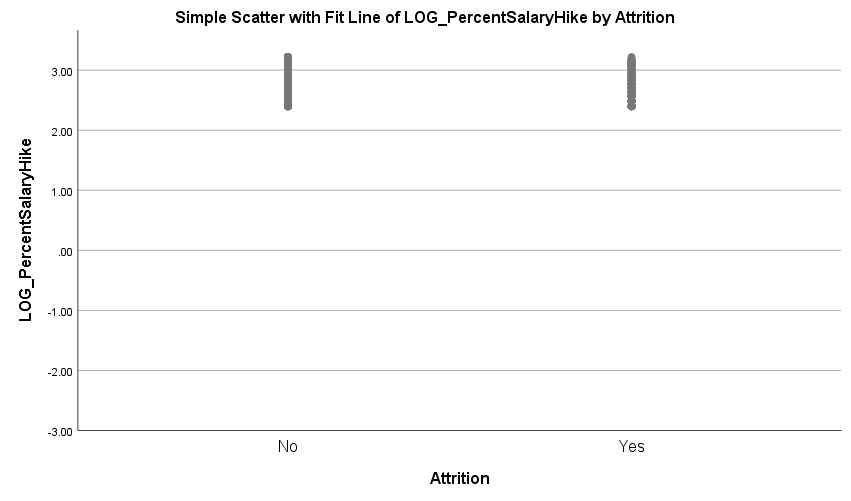 Simple Scatter with Fit Line of LOG_PercentSalaryHike by Attrition
LOG_PercentSalaryHike
3.00
2.00
1.00
.00
-1.00
-2.00
-3.00
No
Yes
Attrition